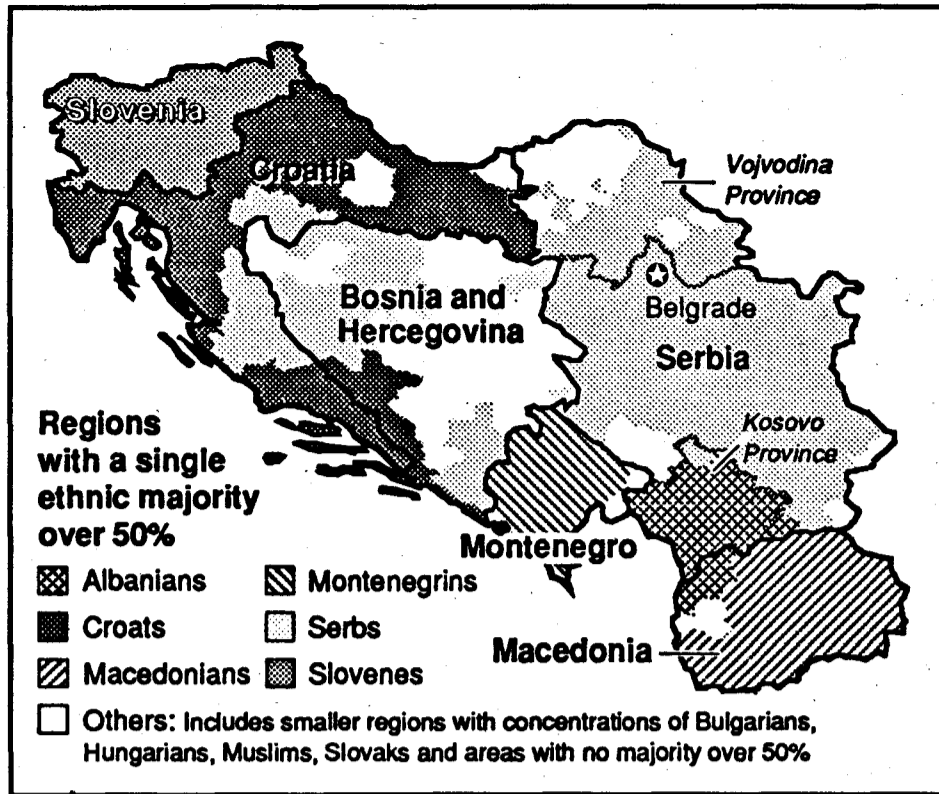 Slovenia
Croatia
Vojvodina
Province
Bosnia and
Hercegovina
Belgrade
Serbia
Kosovo
Province
Montenegro
Macedonia
Regions
with a single
ethnic majority
over 50%
Albanians
Montenegrins
Croats
Serbs
Macedonians
Slovenes
Others: Includes smaller regions with concentrations of Bulgarians,
Hungarians, Muslims, Slovaks and areas with no majority over 50%